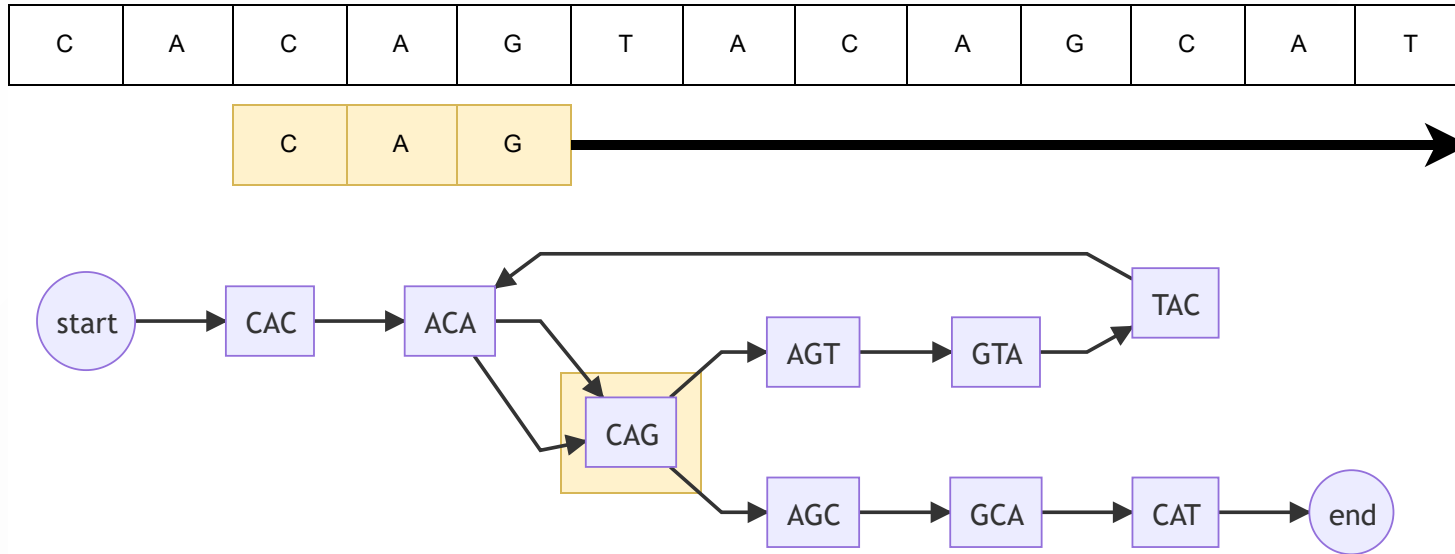 C A C A G T A C A G C A T
C A G
start CAC ACA CAG AGT GTA TAC
AGC GCA CAT end